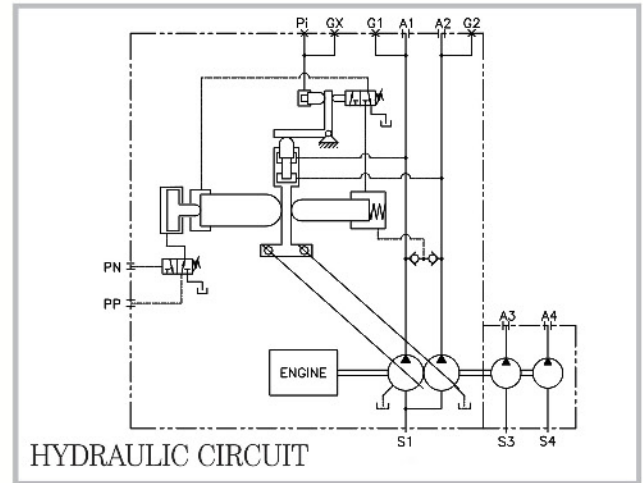 Pi GX G1 A1 A2 G2
PN
PP
A3 A4
ENGINE
S1 S3 S4
HYDRAULIC CIRCUIT